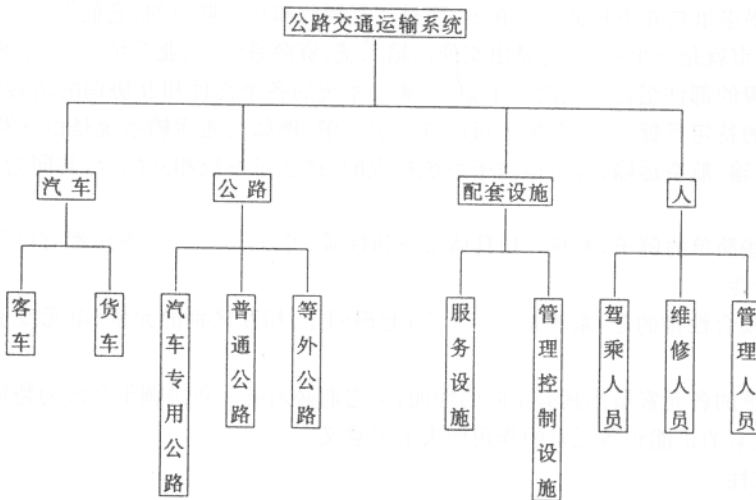 公路交通运输系统
汽车
公路
配套设施
人
客车
货车
汽车专用公路
普通公路
等外公路
服务设施
管理控制设施
驾乘人员
维修人员
管理人员